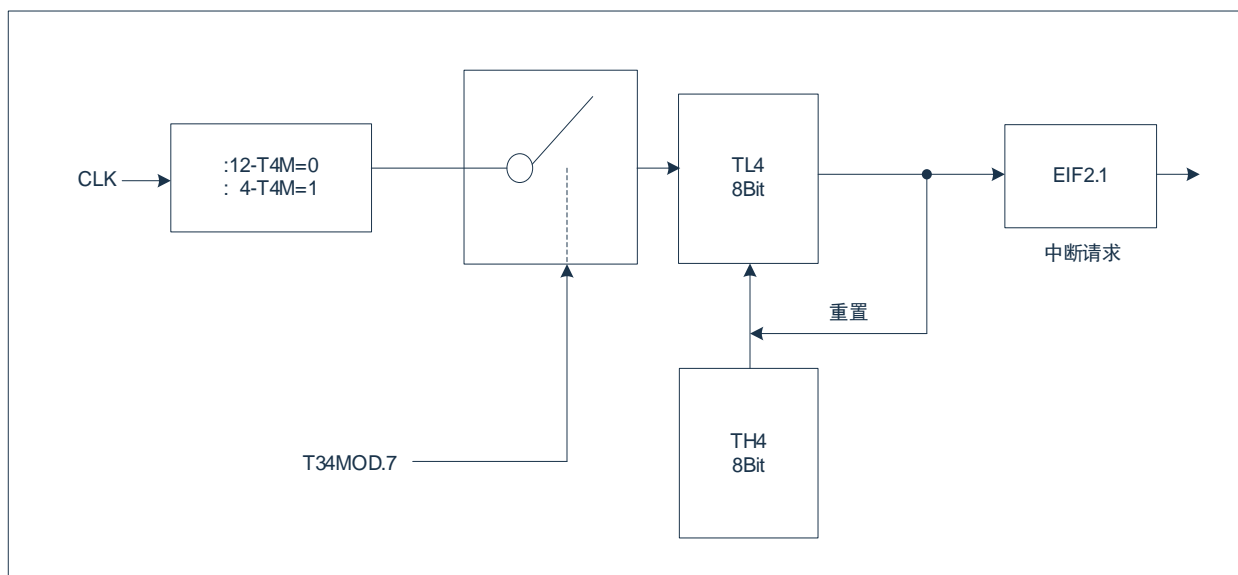 CLK
:12-T4M=0
: 4-T4M=1
TL4
8Bit
EIF2.1
中断请求
重置
TH4
8Bit
T34MOD.7